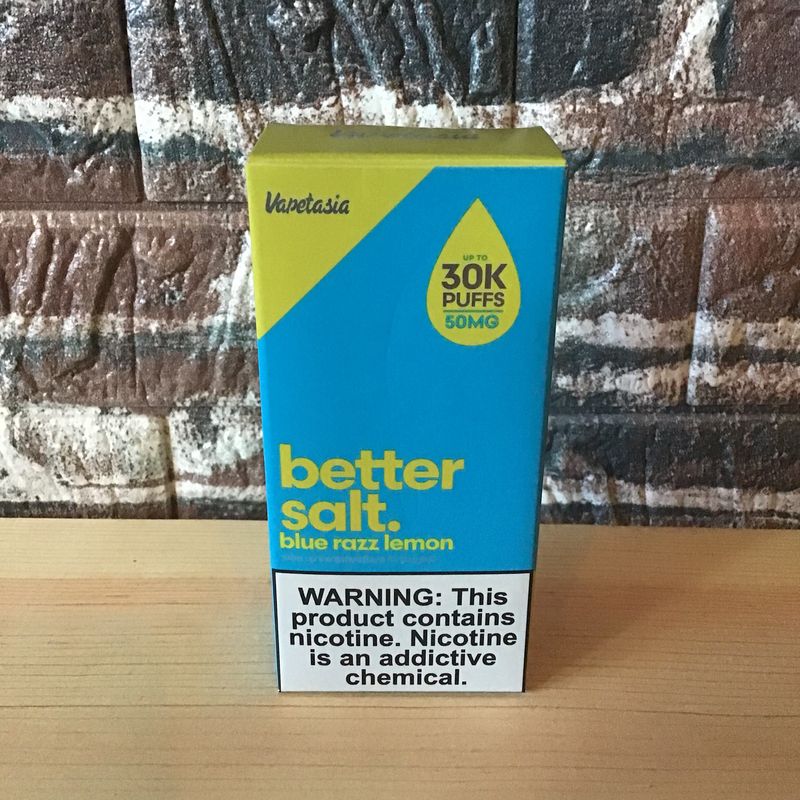 Vapetasia
Vapetasia
UP TO
30K
PUFFS
50MG
better
salt.
blue razz lemon
WARNING: This
product contains
nicotine. Nicotine
is an addictive
chemical.